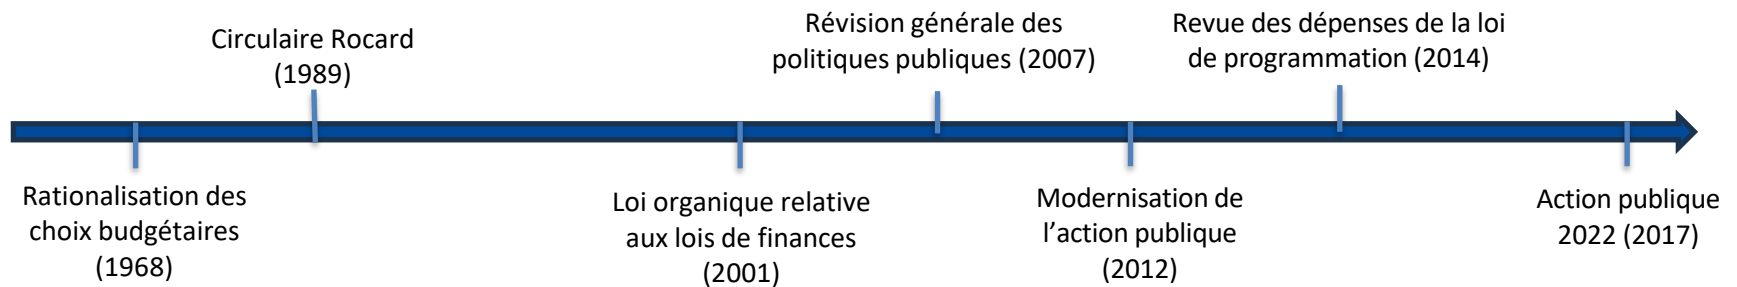 Circulaire Rocard
(1989)
Révision générale des
politiques publiques (2007)
Revue des dépenses de la loi
de programmation (2014)
Rationalisation des
choix budgétaires
(1968)
Loi organique relative
aux lois de finances
(2001)
Modernisation de
l’action publique
(2012)
Action publique
2022 (2017)